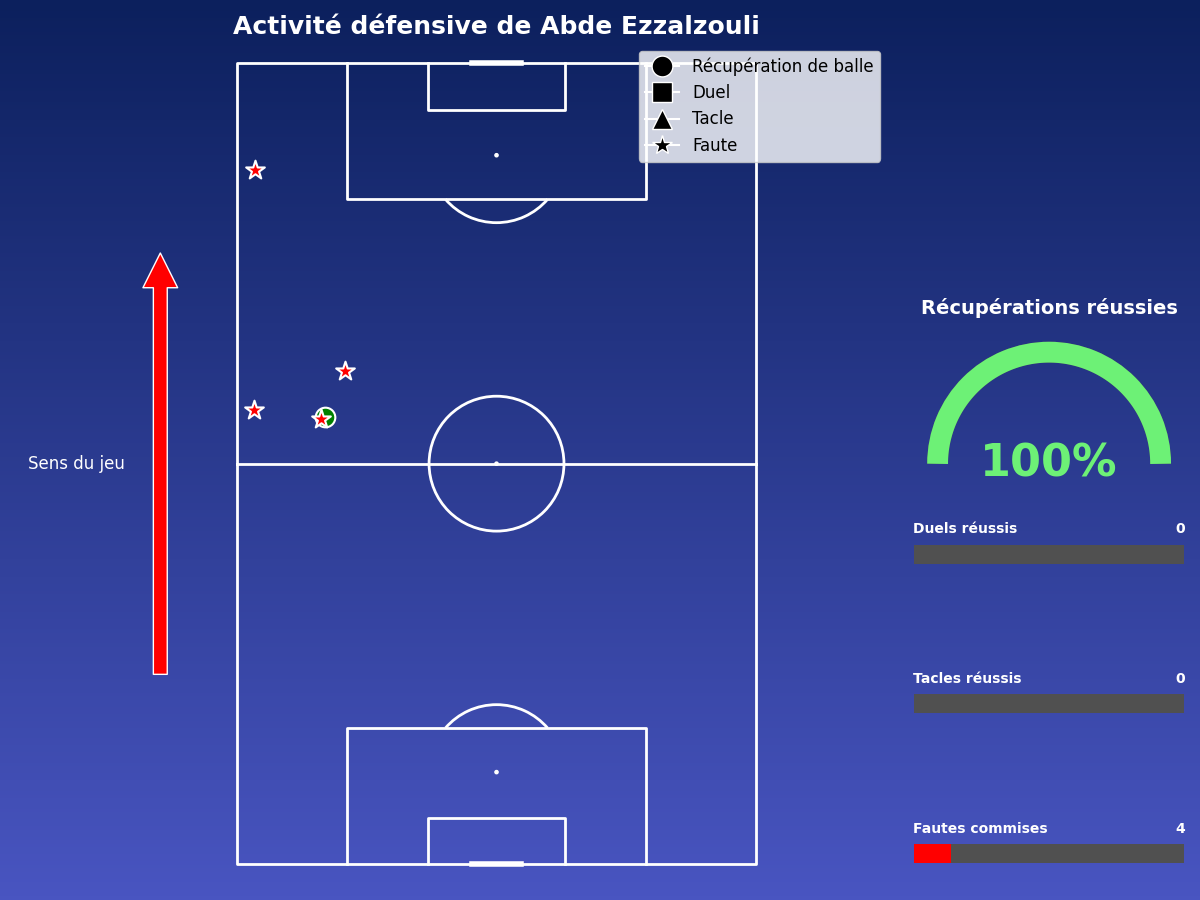 Activité défensive de Abde Ezzalzouli
Récupération de balle
Duel
Tacle
Faute
Récupérations réussies
100%
Sens du jeu
Duels réussis 0
Tacles réussis 0
Fautes commises 4